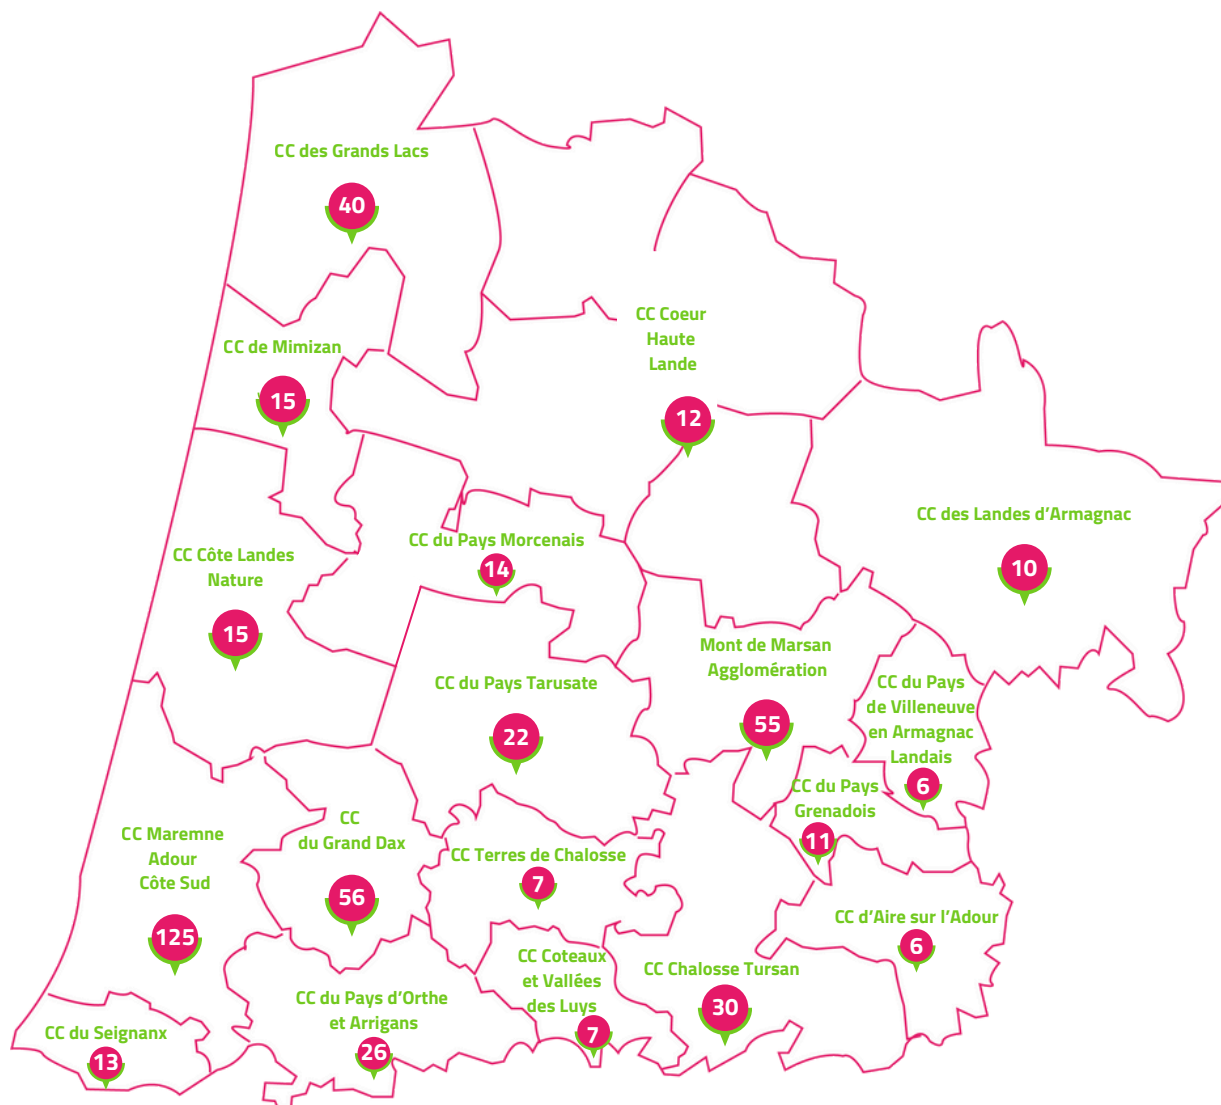 CC des Grands Lacs
40
CC de Mimizan
15
CC Coeur
Haute
Lande
12
CC des Landes d'Armagnac
10
CC Côte Landes
Nature
15
CC du Pays Morcenais
14
Mont de Marsan
Agglomération
55
CC du Pays Tarusate
22
CC du Pays
de Villeneuve
en Armagnac
Landais
6
CC du Pays
Grenadois
11
CC Maremne
Adour
Côte Sud
125
CC
du Grand Dax
56
CC Terres de Chalosse
7
CC d'Aire sur l'Adour
6
CC Coteaux
et Vallées
des Luys
7
CC Chalosse Tursan
30
CC du Pays d'Orthe
et Arrigans
26
CC du Seignanx
13